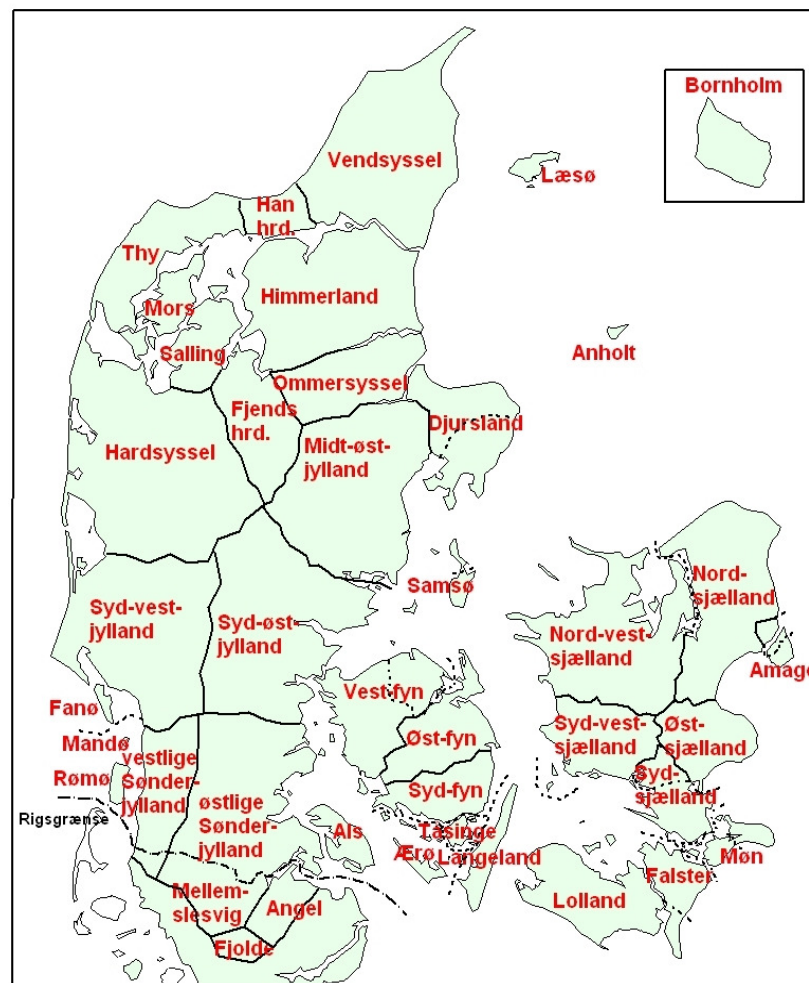 Bornholm
Vendsyssel
Læsø
Han
hrd.
Thy
Himmerland
Mors
Salling
Anholt
Ommersyssel
Fjends
hrd.
Djursland
Hardsyssel
Midt-øst-
jylland
Samsø
Nord-
sjælland
Syd-vest-
jylland
Syd-øst-
jylland
Nord-vest-
sjælland
Amager
Vest-fyn
Fanø
Øst-fyn
Syd-vest-
sjælland
Øst-
sjælland
Mandø
vestlige
Sønder-
jylland
Rømø
Syd-
sjælland
Syd-fyn
østlige
Sønder-
jylland
Rigsgrænse
Als
Tåsinge
Ærø
Langeland
Møn
Falster
Lolland
Mellem-
slesvig
Angel
Fjolde